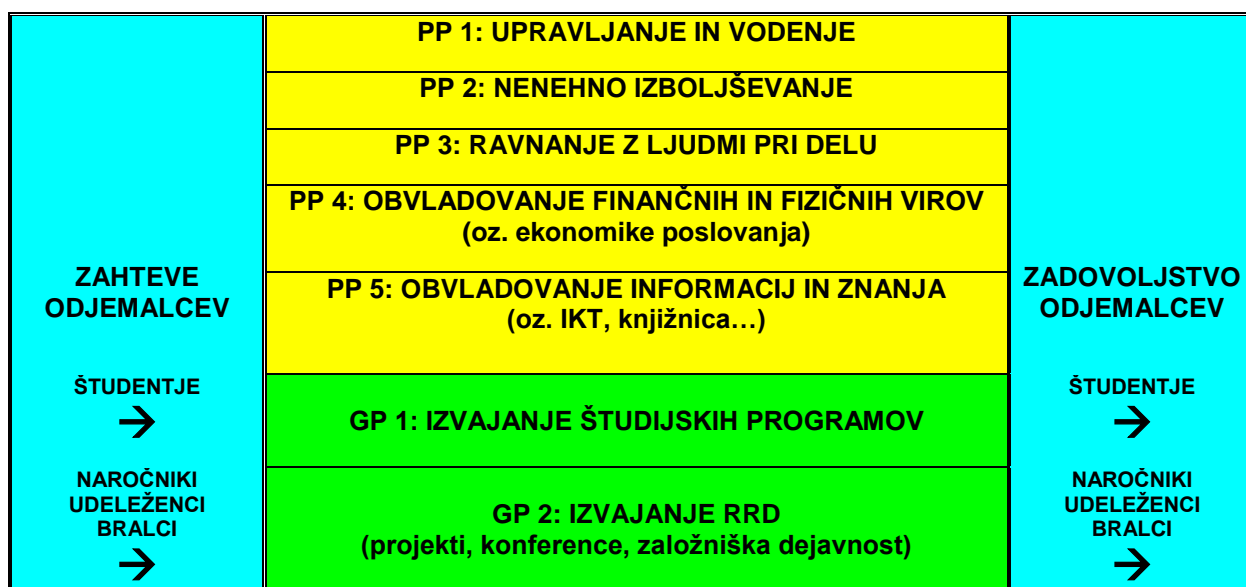 ZAHTEVE
ODJEMALCEV
ŠTUDENTJE
→
NAROČNIKI
UDELEŽENCI
BRALCI
→
PP 1: UPRAVLJANJE IN VODENJE
PP 2: NENEHNO IZBOLJŠEVANJE
PP 3: RAVNANJE Z LJUDMI PRI DELU
PP 4: OBVLADOVANJE FINANČNIH IN FIZIČNIH VIROV
(oz. ekonomike poslovanja)
PP 5: OBVLADOVANJE INFORMACIJ IN ZNANJA
(oz. IKT, knjižnica…)
GP 1: IZVAJANJE ŠTUDIJSKIH PROGRAMOV
GP 2: IZVAJANJE RRD
(projekti, konference, založniška dejavnost)
ZADOVOLJSTVO
ODJEMALCEV
ŠTUDENTJE
→
NAROČNIKI
UDELEŽENCI
BRALCI
→